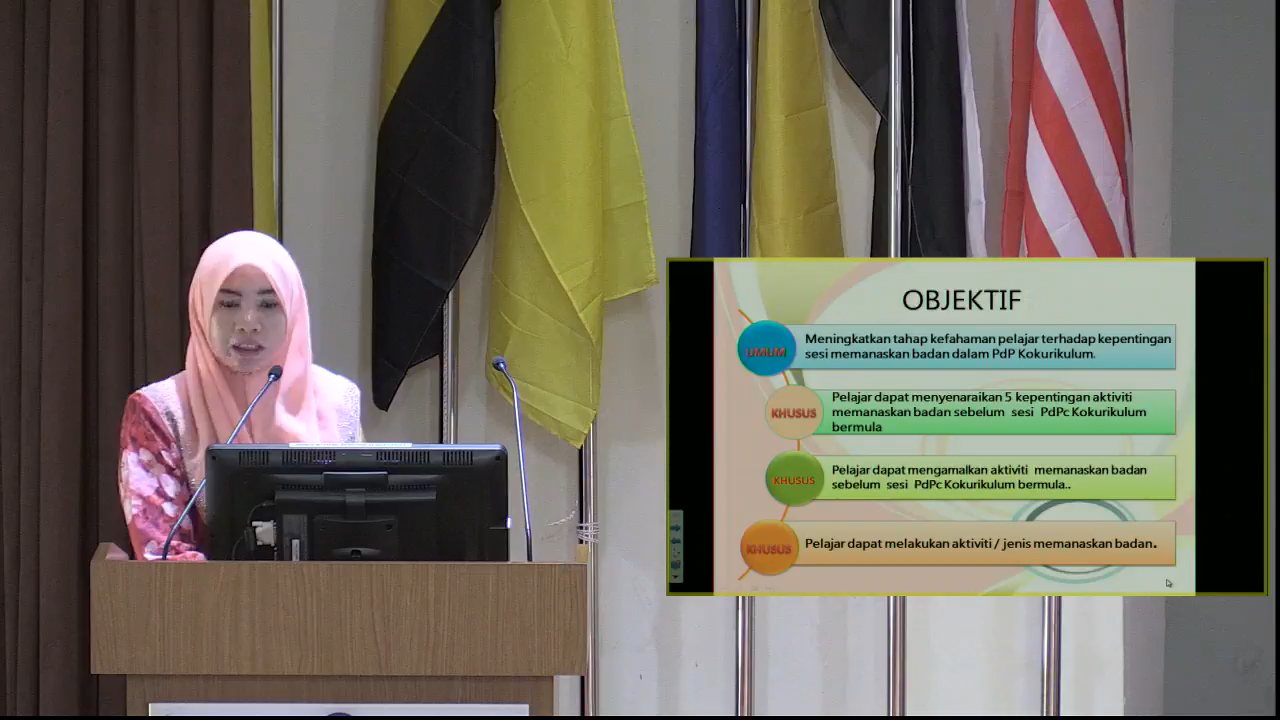 OBJEKTIF
UMUM
Meningkatkan tahap kefahaman pelajar terhadap kepentingan
sesi memanaskan badan dalam PdP Kokurikulum.
KHUSUS
Pelajar dapat menyenaraikan 5 kepentingan aktiviti
memanaskan badan sebelum sesi PdPc Kokurikulum
bermula
KHUSUS
Pelajar dapat mengamalkan aktiviti memanaskan badan
sebelum sesi PdPc Kokurikulum bermula..
KHUSUS
Pelajar dapat melakukan aktiviti / jenis memanaskan badan.